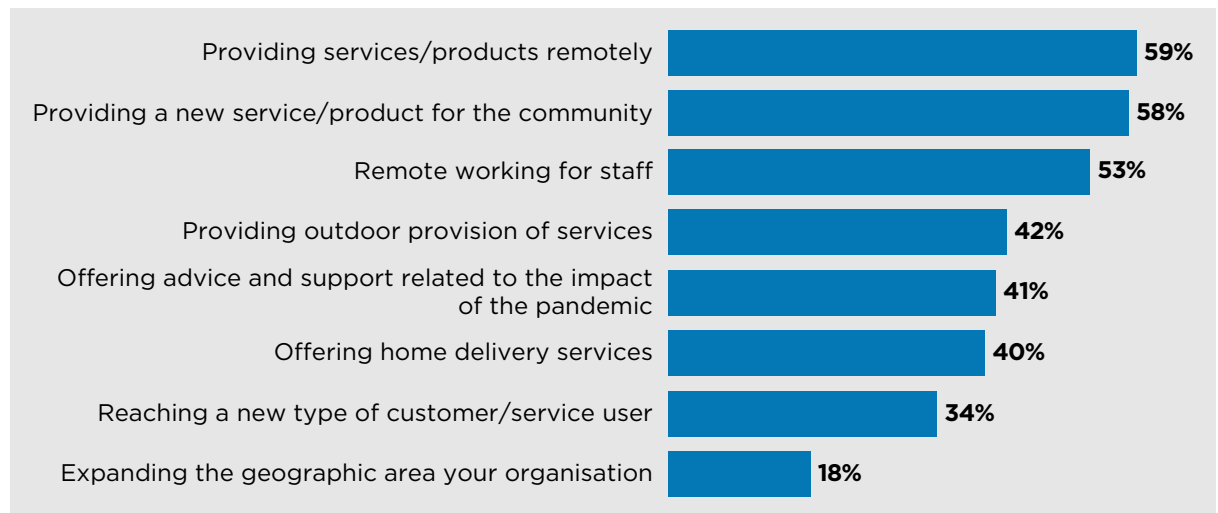 Providing services/products remotely 59%
Providing a new service/product for the community 58%
Remote working for staff 53%
Providing outdoor provision of services 42%
Offering advice and support related to the impact
of the pandemic 41%
Offering home delivery services 40%
Reaching a new type of customer/service user 34%
Expanding the geographic area your organisation 18%